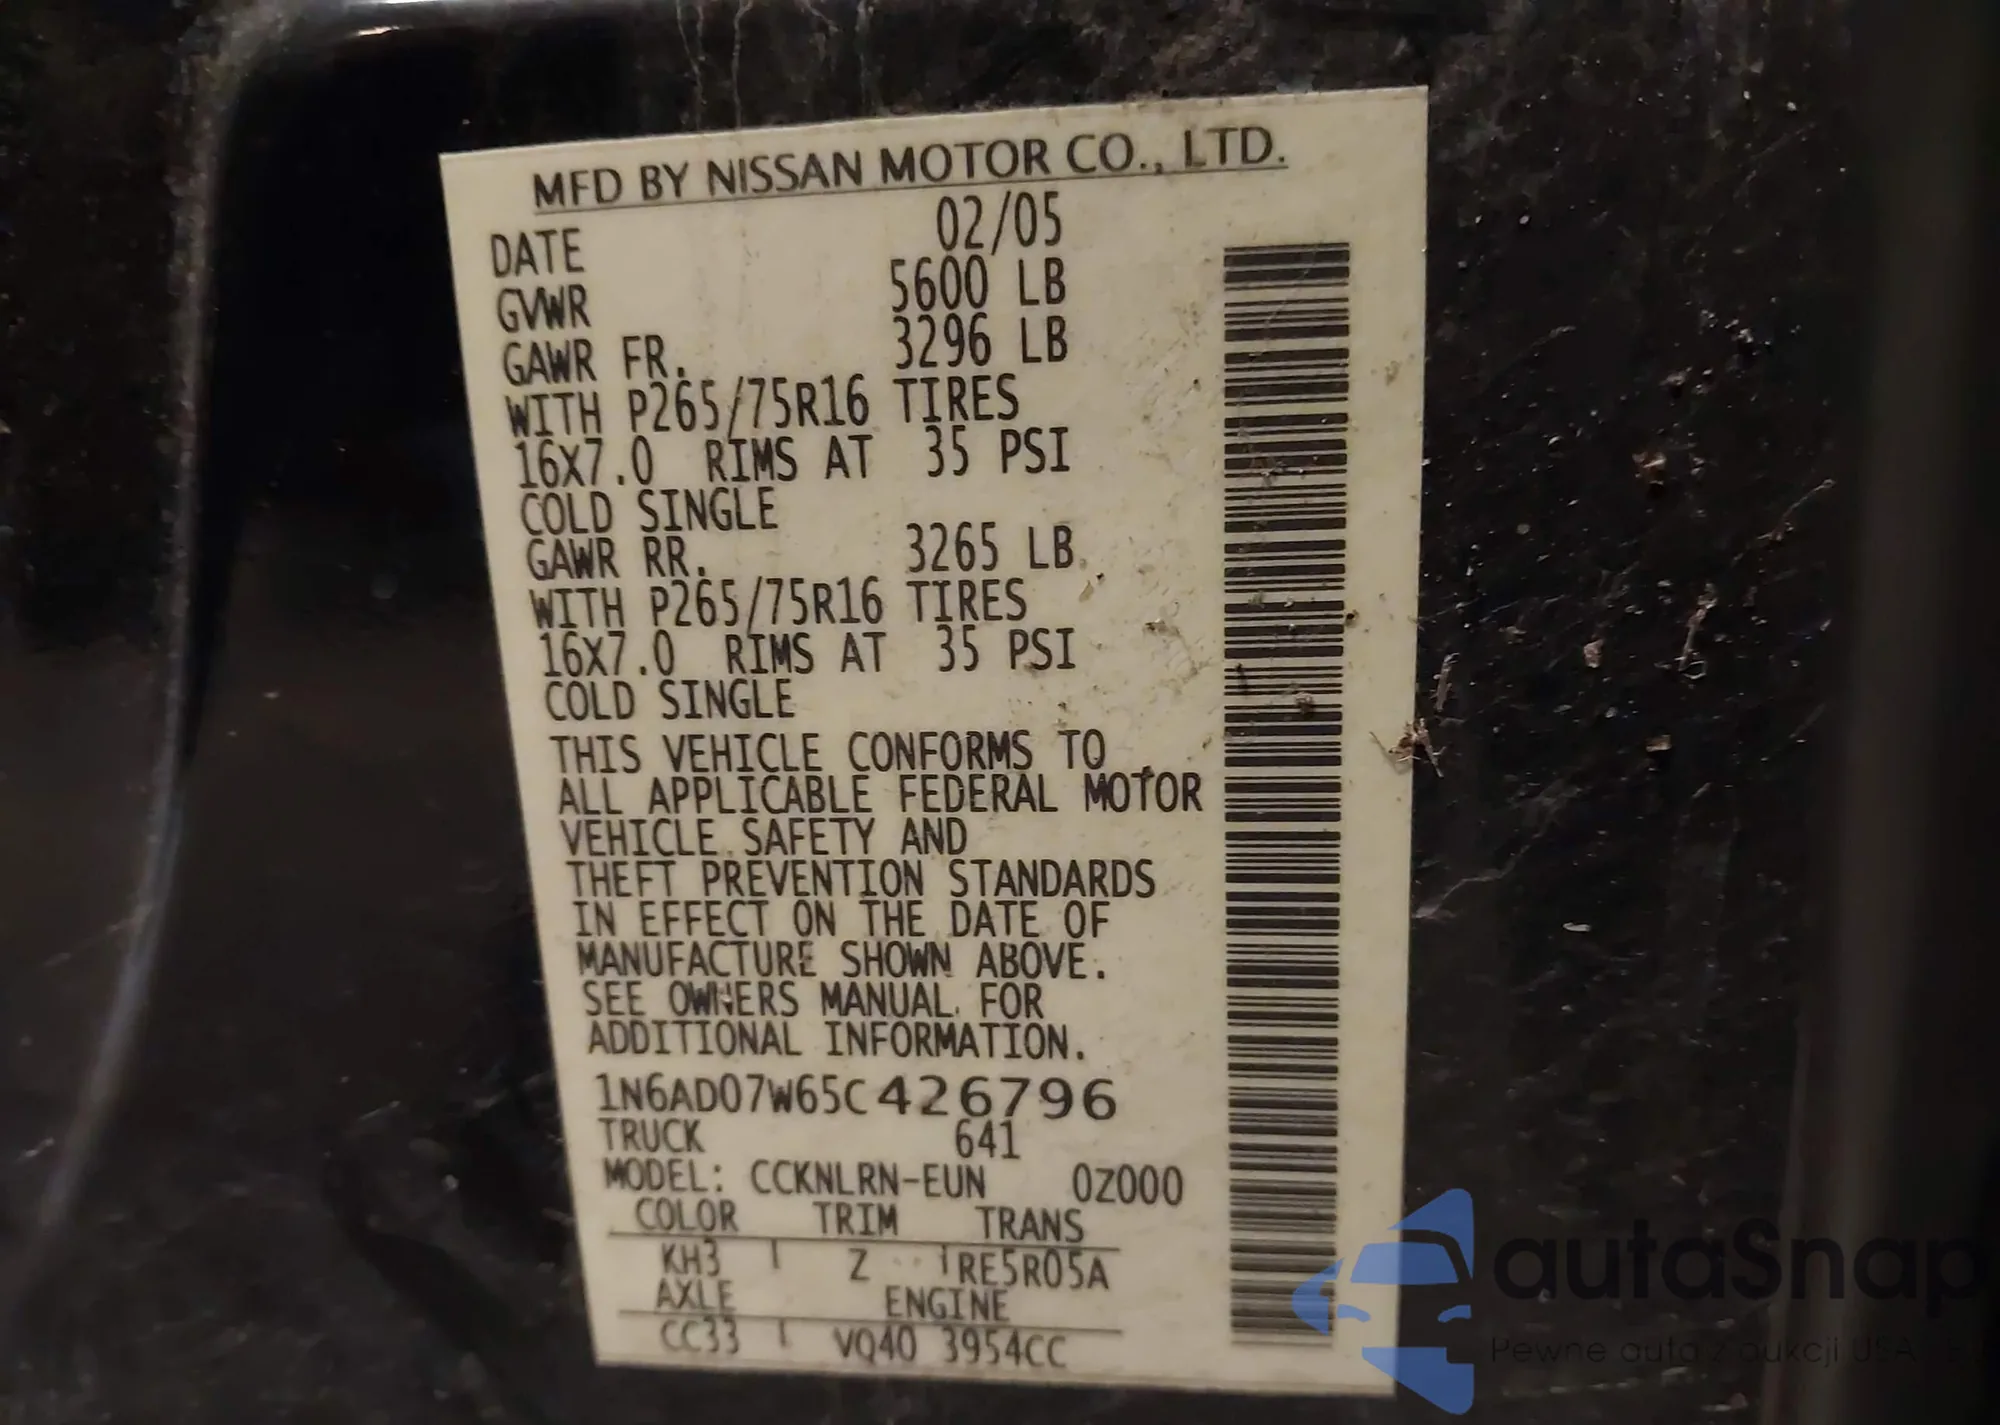 MFD BY NISSAN MOTOR CO., LTD.
DATE 02/05
GVWR 5600 LB
GAWR FR. 3296 LB
WITH P265/75R16 TIRES
16X7.0 RIMS AT 35 PSI
COLD SINGLE
GAWR RR. 3265 LB
WITH P265/75R16 TIRES
16X7.0 RIMS AT 35 PSI
COLD SINGLE
THIS VEHICLE CONFORMS TO
ALL APPLICABLE FEDERAL MOTOR
VEHICLE SAFETY AND
THEFT PREVENTION STANDARDS
IN EFFECT ON THE DATE OF
MANUFACTURE SHOWN ABOVE.
SEE OWNERS MANUAL FOR
ADDITIONAL INFORMATION.
1N6AD07W65C426796
TRUCK 641
MODEL: CCKNLRN-EUN 0Z000
COLOR TRIM TRANS
KH3 Z RE5R05A
AXLE ENGINE
CC33 VQ40 3954CC
autaSnap
Pewne auta z aukcji USA